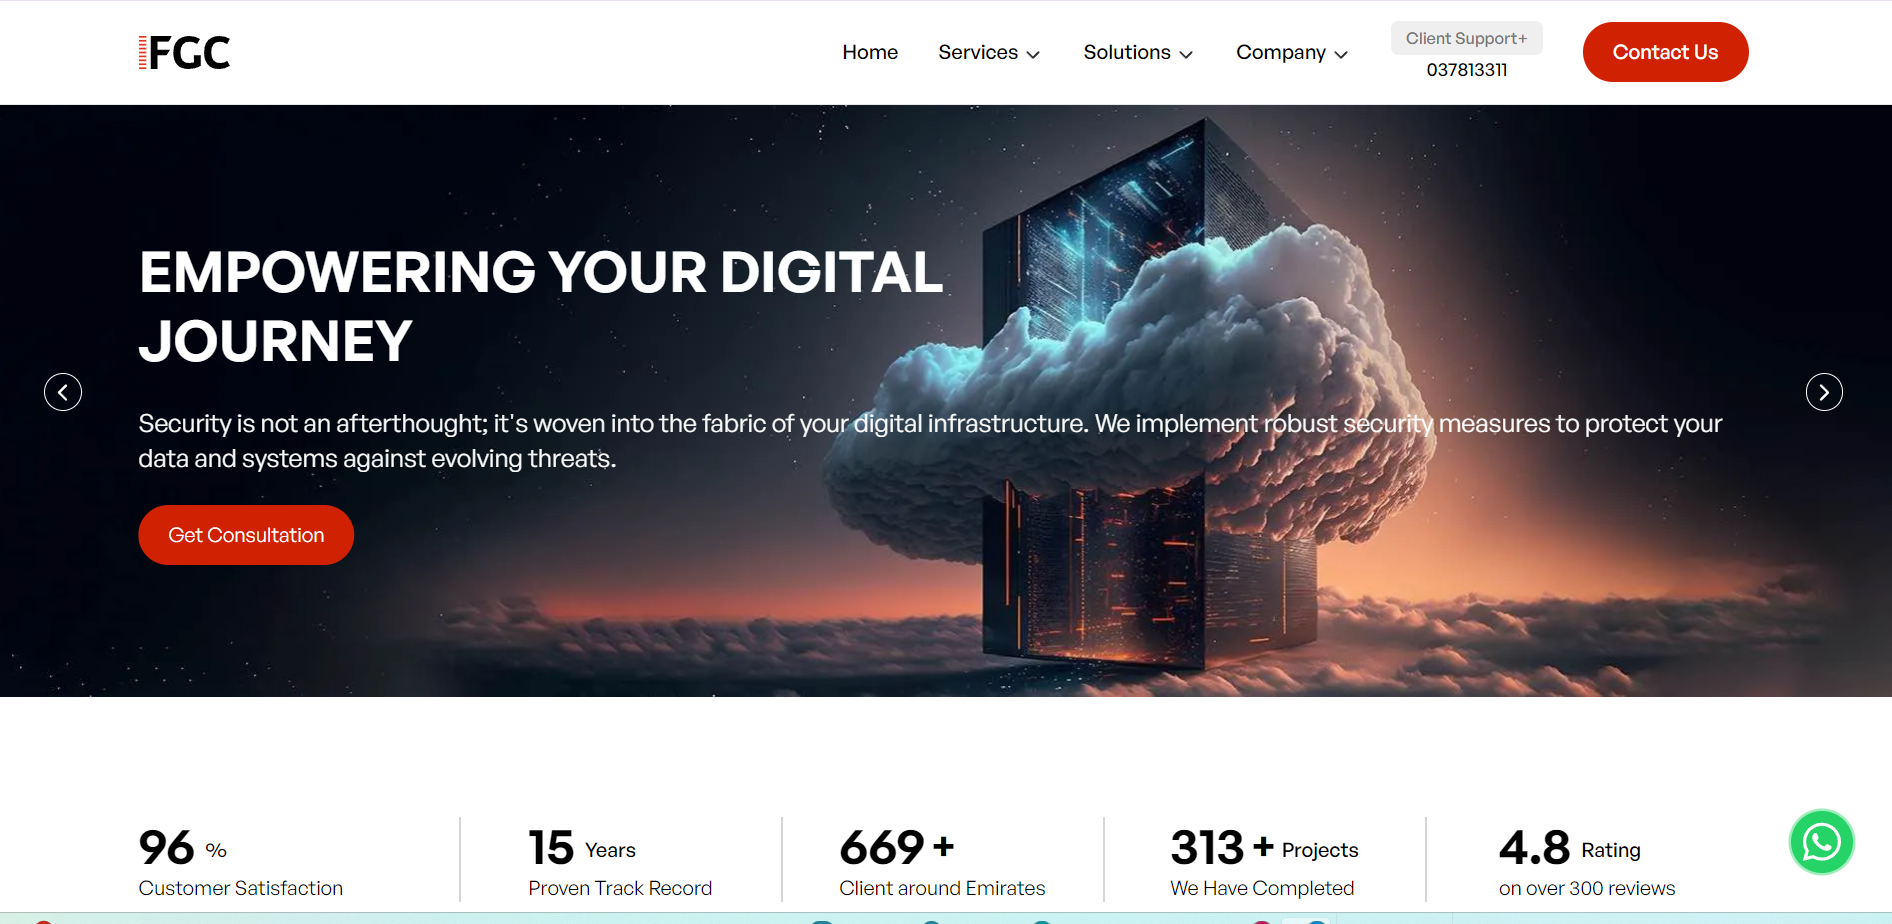 FGC
Home Services Solutions Company Client Support+ Contact Us
037813311
EMPOWERING YOUR DIGITAL
JOURNEY
Security is not an afterthought; it's woven into the fabric of your digital infrastructure. We implement robust security measures to protect your
data and systems against evolving threats.
Get Consultation
96 % 15 Years 669 + 313 + Projects 4.8 Rating
Customer Satisfaction Proven Track Record Client around Emirates We Have Completed on over 300 reviews